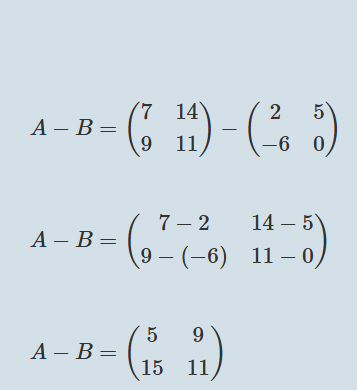 A − B = (7 14
9 11) − (2 5
−6 0)
A − B = (7 − 2 14 − 5
9 − (−6) 11 − 0)
A − B = (5 9
15 11)